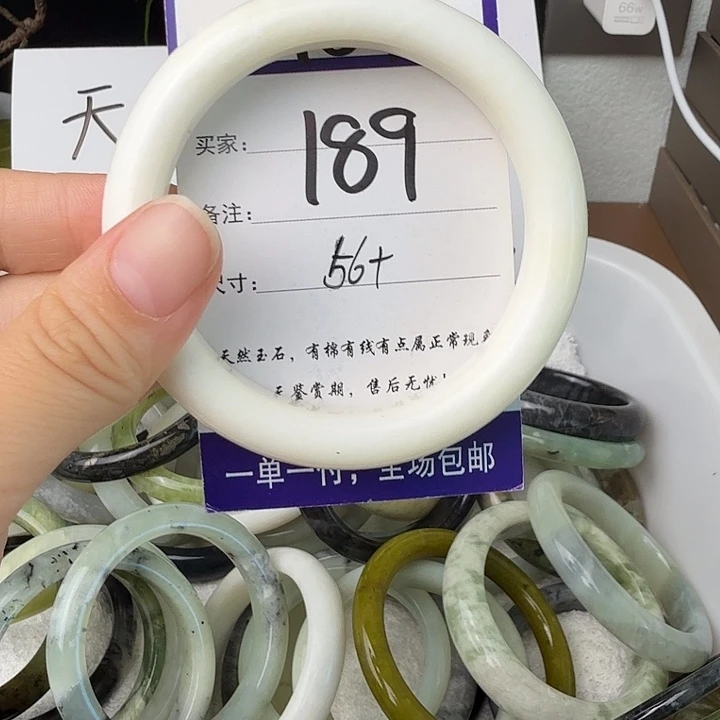 66w
天
买家: 189
备注:
寸: 56+
天然玉石，有棉有线有点属正常现
天鉴赏期，售后无忧!
一单一付，全场包邮